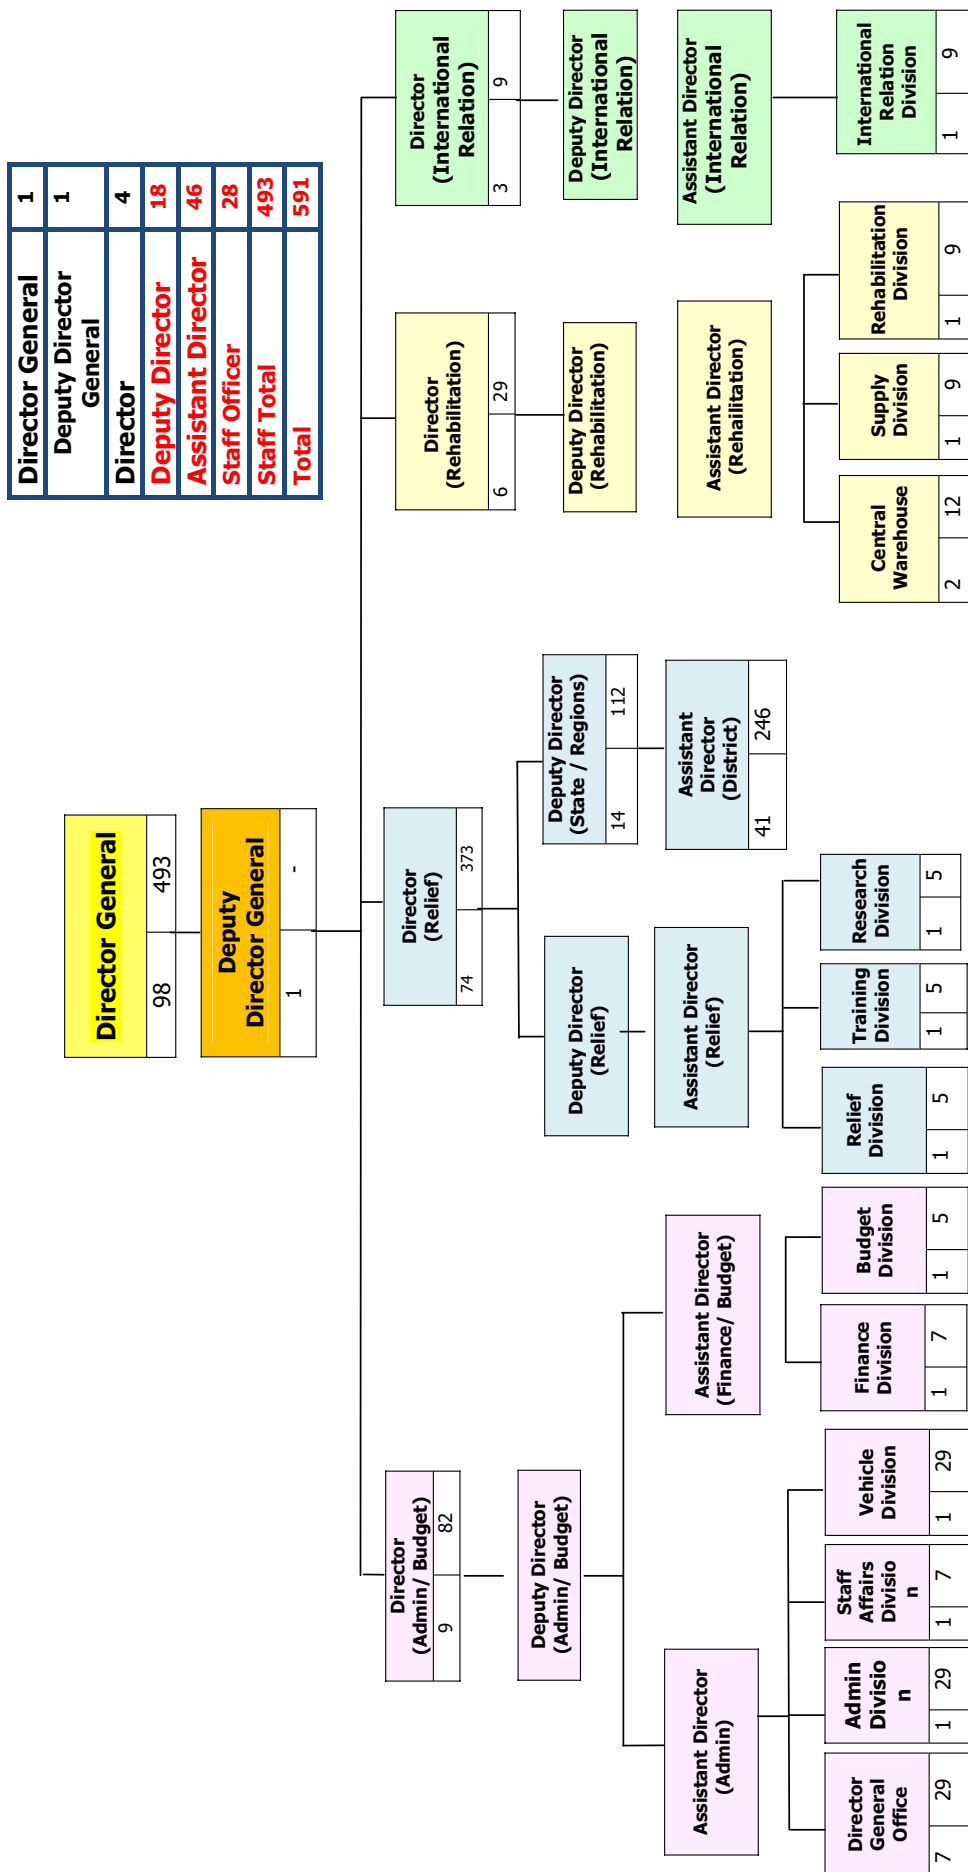 Director General 1
Deputy Director
General 1
Director 4
Deputy Director 18
Assistant Director 46
Staff Officer 28
Staff Total 493
Total 591
Director General
98 493
Deputy
Director General
1 -
Director
(Admin/ Budget)
9 82
Director
(Relief)
74 373
Director
(Rehabilitation)
6 29
Director
(International
Relation)
3 9
Deputy Director
(Admin/ Budget)
Deputy Director
(Relief)
Deputy Director
(State / Regions)
14 112
Deputy Director
(Rehabilitation)
Deputy Director
(International
Relation)
Assistant Director
(Admin)
Assistant Director
(Finance/ Budget)
Assistant Director
(Relief)
Assistant
Director
(District)
41 246
Assistant Director
(Rehailitation)
Assistant Director
(International
Relation)
Director
General
Office
7 29
Admin
Divisio
n
1 29
Staff
Affairs
Divisio
n
1 7
Vehicle
Division
1 29
Finance
Division
1 7
Budget
Division
1 5
Relief
Division
1 5
Training
Division
1 5
Research
Division
1 5
Central
Warehouse
2 12
Supply
Division
1 9
Rehabilitation
Division
1 9
International
Relation
Division
1 9